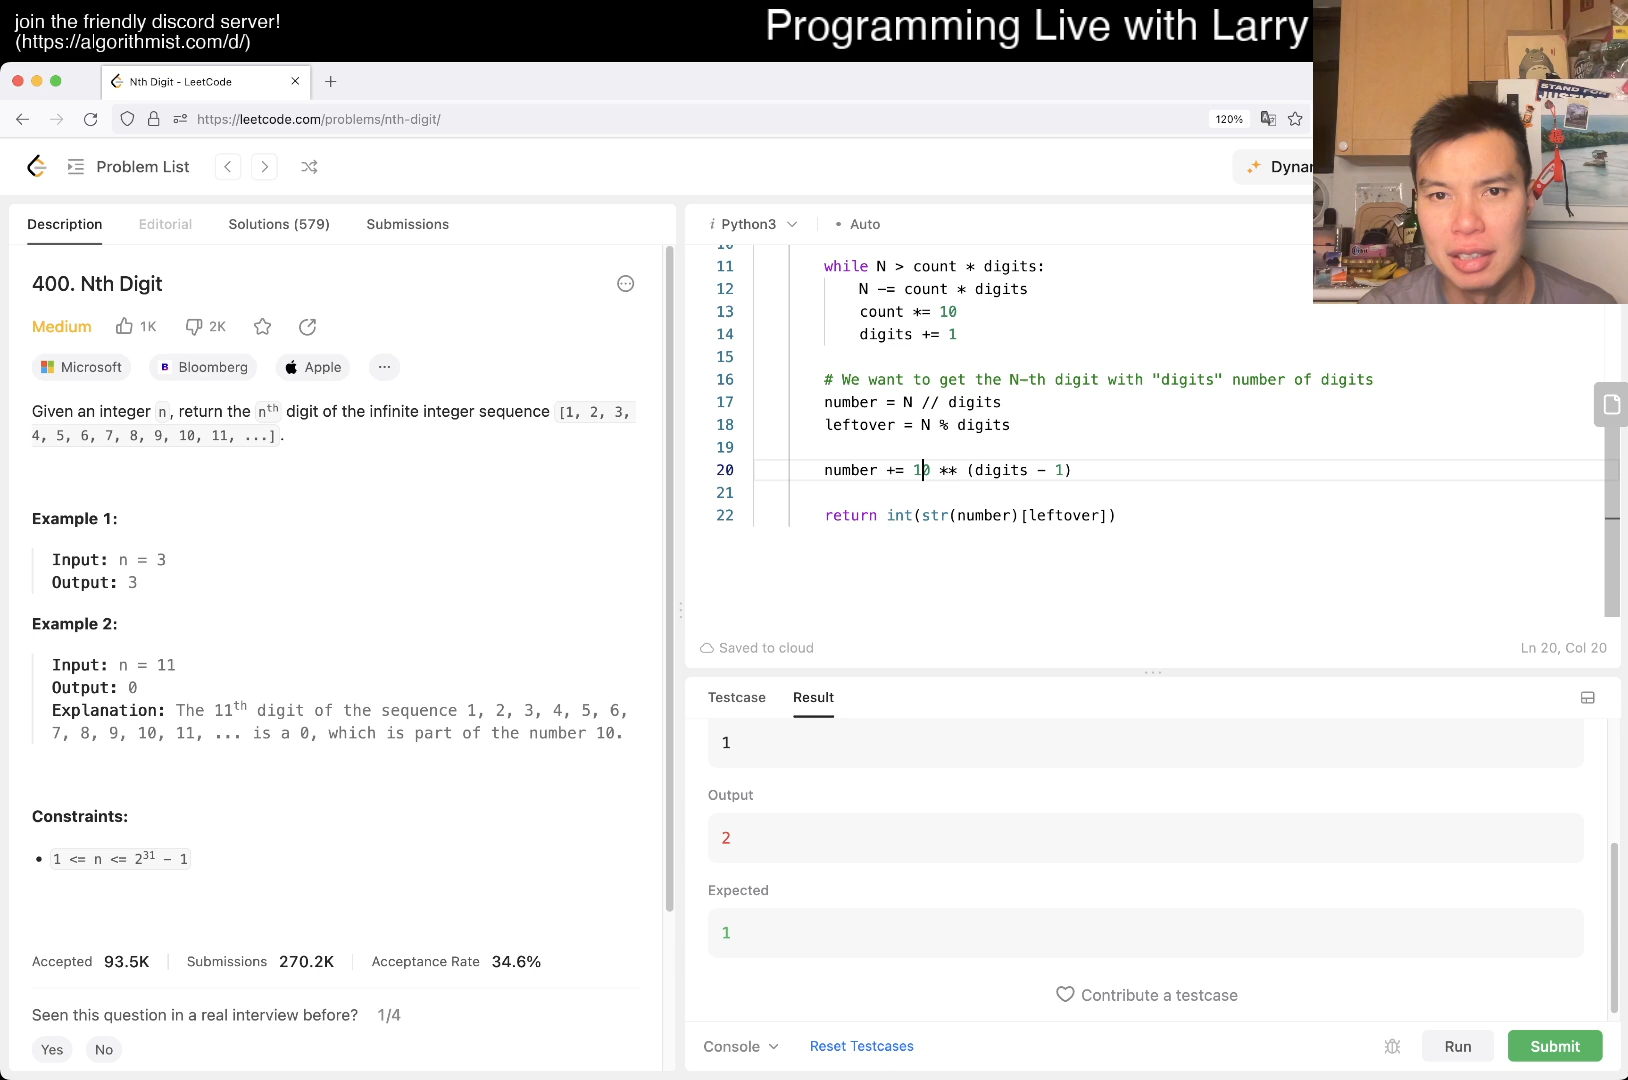 join the friendly discord server!
(https://algorithmist.com/d/)
Programming Live with Larry
Nth Digit - LeetCode
https://leetcode.com/problems/nth-digit/
120%
Problem List
Description
Editorial
Solutions (579)
Submissions
400. Nth Digit
Medium
1K
2K
Microsoft
B Bloomberg
Apple
...
Given an integer n, return the nth digit of the infinite integer sequence [1, 2, 3,
4, 5, 6, 7, 8, 9, 10, 11, ...].
Example 1:
Input: n = 3
Output: 3
Example 2:
Input: n = 11
Output: 0
Explanation: The 11th digit of the sequence 1, 2, 3, 4, 5, 6,
7, 8, 9, 10, 11, ... is a 0, which is part of the number 10.
Constraints:
• 1 <= n <= 2^31 - 1
Accepted 93.5K
Submissions 270.2K
Acceptance Rate 34.6%
Seen this question in a real interview before? 1/4
Yes
No
i Python3
• Auto
10
11 while N > count * digits:
12 N -= count * digits
13 count *= 10
14 digits += 1
15
16 # We want to get the N-th digit with "digits" number of digits
17 number = N // digits
18 leftover = N % digits
19
20 number += 10 ** (digits - 1)
21
22 return int(str(number)[leftover])
Saved to cloud
Ln 20, Col 20
Testcase
Result
1
Output
2
Expected
1
Contribute a testcase
Console
Reset Testcases
Run
Submit
STAND FOR
JUSTICE